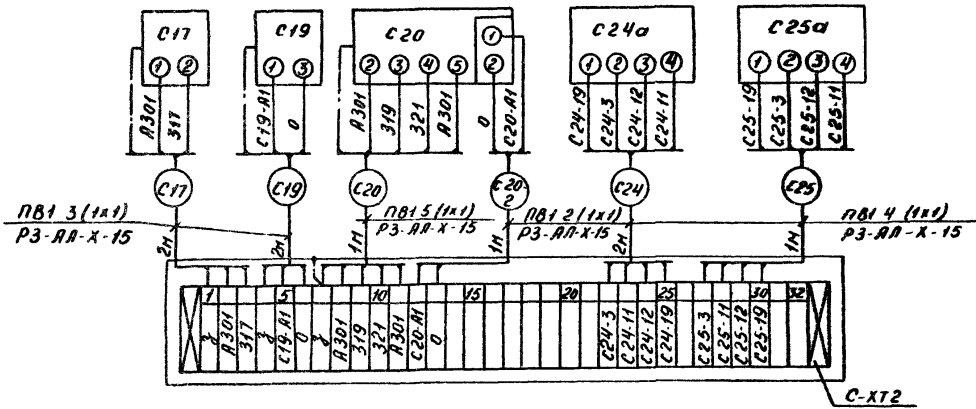 С17
С19
С20
С24а
С25а
1 2
1 3
2 3 4 5
1
2
1 2 3 4
1 2 3 4
А301
317
С19-А1
0
А301
319
321
А301
0
С20-А1
С24-19
С24-3
С24-12
С24-11
С25-19
С25-3
С25-12
С25-11
С17
С19
С20
С20-2
С24
С25
ПВ1 3(1х1)
РЗ-АЛ-Х-15
ПВ1 5 (1х1)
РЗ-АЛ-Х-15
ПВ1 2(1х1)
РЗ-АЛ-Х-15
ПВ1 4 (1х1)
РЗ-АЛ-Х-15
2м
2м
1м
1м
2м
1м
1 5 10 15 20 25 30 32
З
А301
317
З
С19-А1
0
З
А301
319
321
А301
С20-А1
0
С24-3
С24-11
С24-12
С24-19
С25-3
С25-11
С25-12
С25-19
С-ХТ2